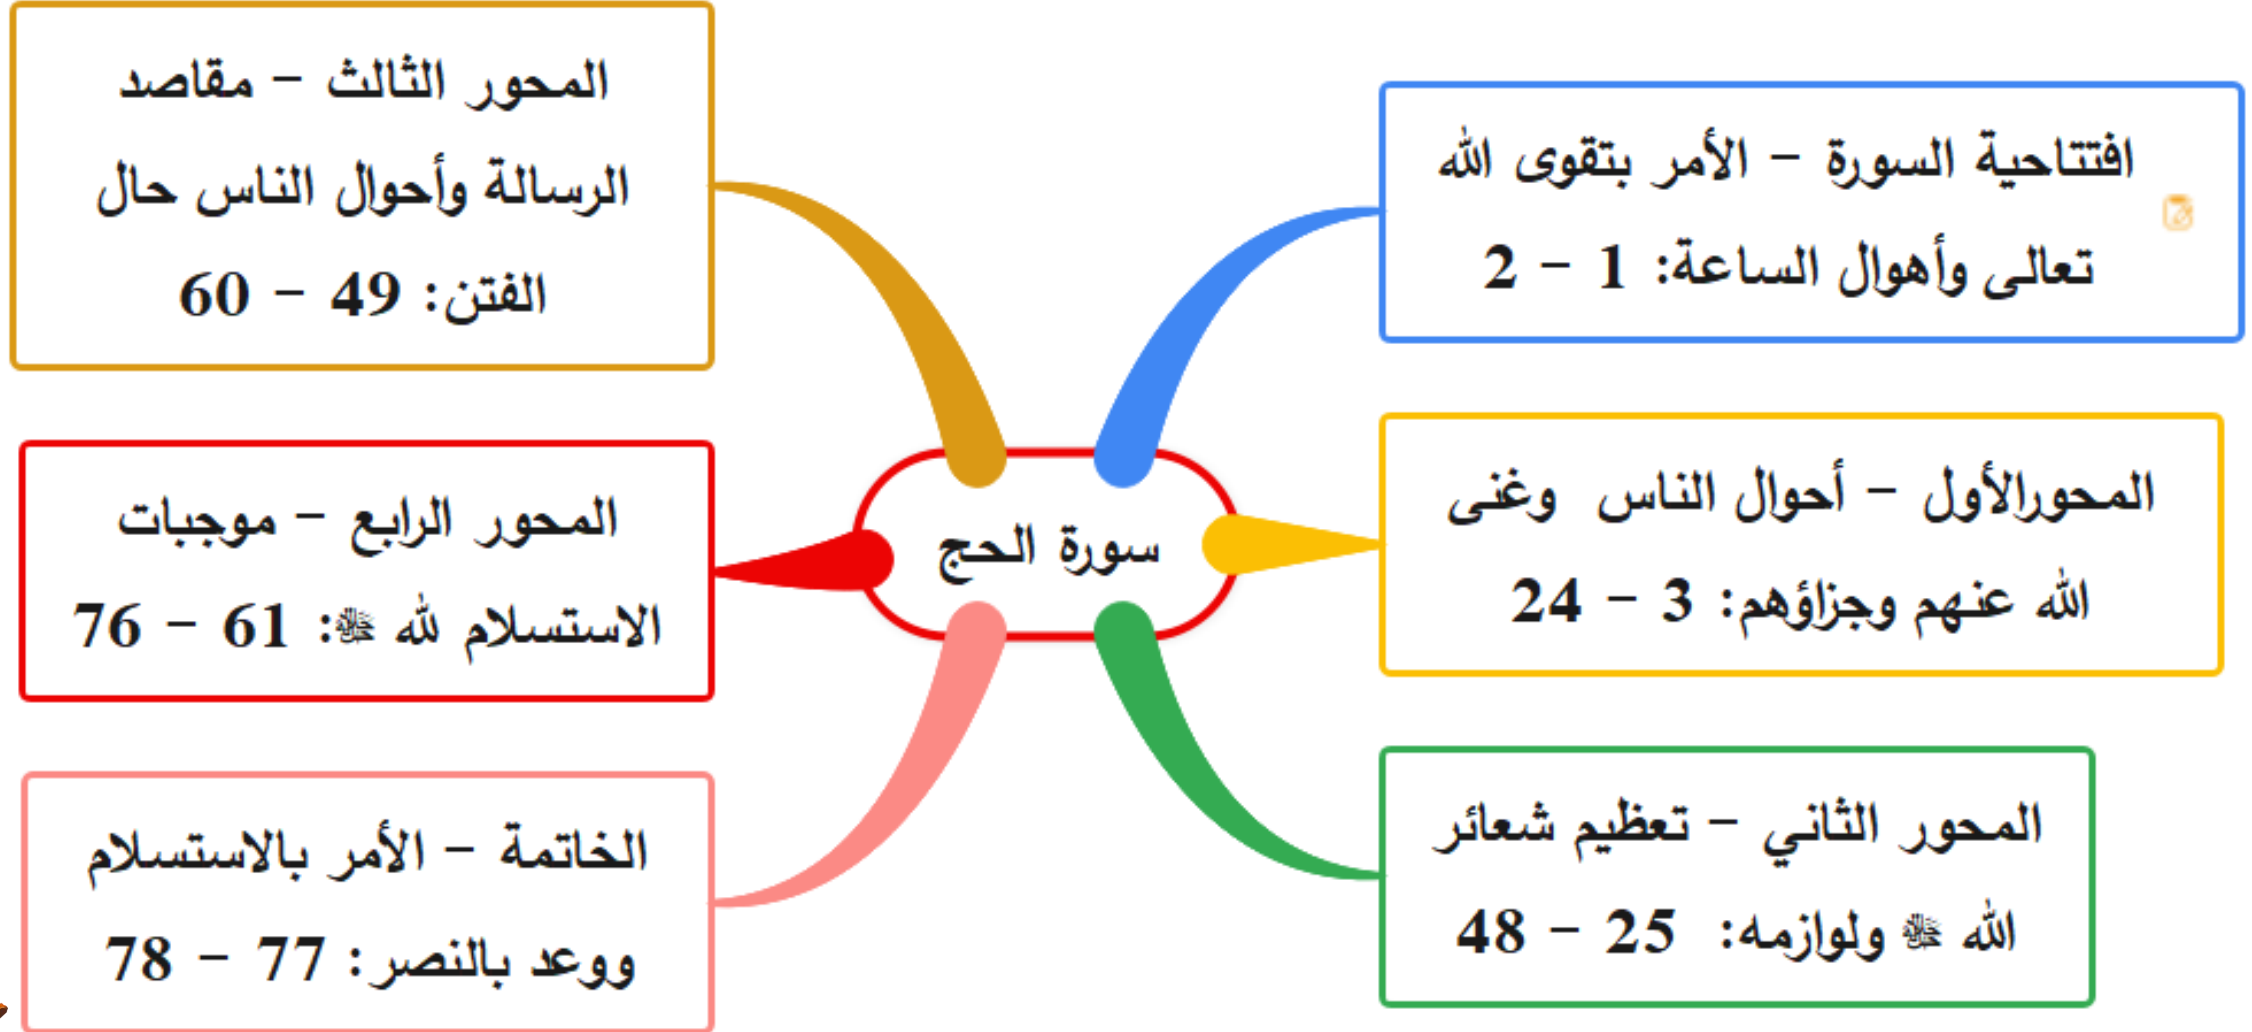 سورة الحج
افتتاحية السورة – الأمر بتقوى الله
تعالى وأهوال الساعة: 1 – 2
المحورالأول – أحوال الناس وغنى
الله عنهم وجزاؤهم: 3 – 24
المحور الثاني – تعظيم شعائر
الله ﷻ ولوازمه: 25 – 48
المحور الثالث – مقاصد
الرسالة وأحوال الناس حال
الفتن: 49 – 60
المحور الرابع – موجبات
الاستسلام لله ﷻ: 61 – 76
الخاتمة – الأمر بالاستسلام
ووعد بالنصر: 77 – 78